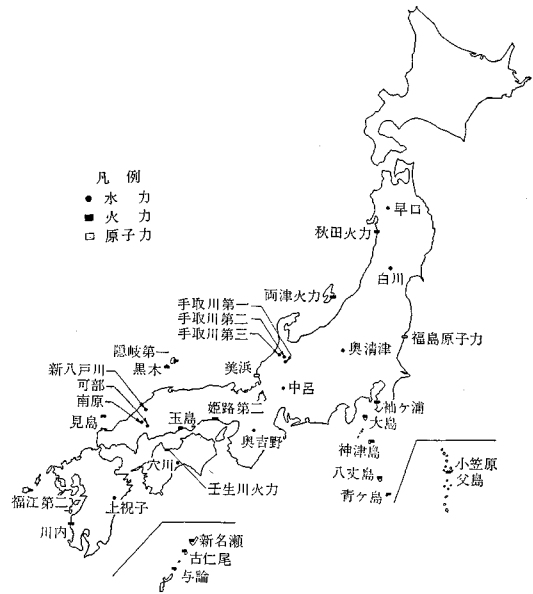 凡例
水力
火力
原子力
早口
秋田火力
白川
両津火力
手取川第一
手取川第二
手取川第三
福島原子力
奥清津
隠岐第一
黒木
美浜
新八戸川
可部
南原
見島
中呂
姫路第二
玉島
奥吉野
袖ケ浦
大島
神津島
八丈島
青ケ島
小笠原
父島
穴川
壬生川火力
福江第二
上祝子
川内
新名瀬
古仁屋
与論